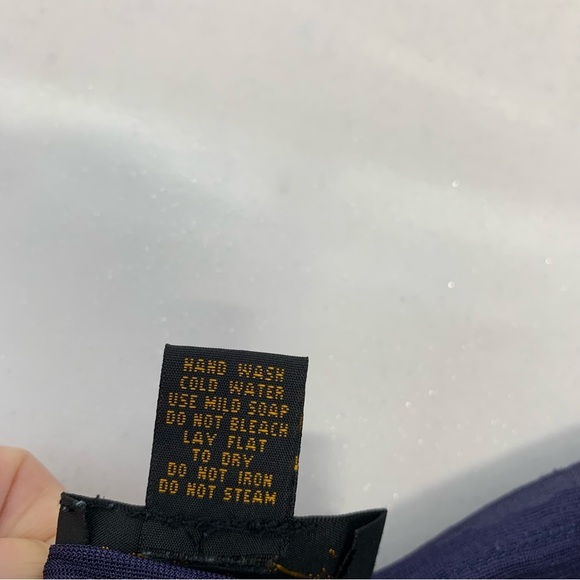 HAND WASH
COLD WATER
USE MILD SOAP
DO NOT BLEACH
LAY FLAT
TO DRY
DO NOT IRON
DO NOT STEAM